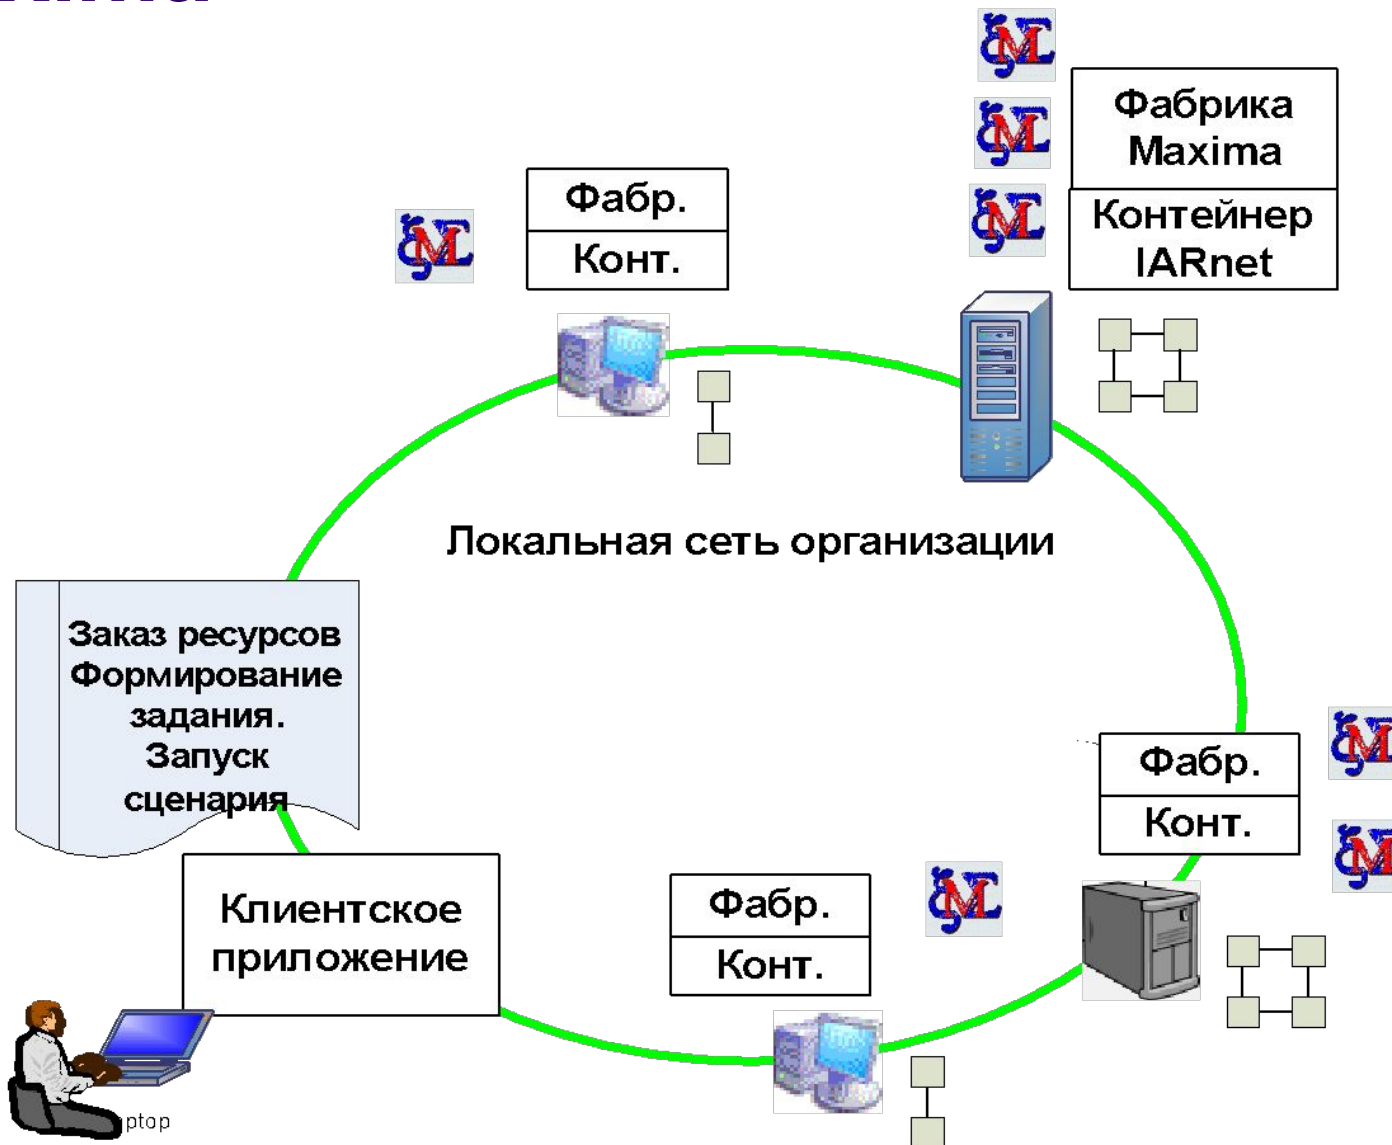 Фабрика
Maxima
Контейнер
IARnet
Фабр.
Конт.
Локальная сеть организации
Заказ ресурсов
Формирование
задания.
Запуск
сценария
Фабр.
Конт.
Клиентское
приложение
Фабр.
Конт.
ptop